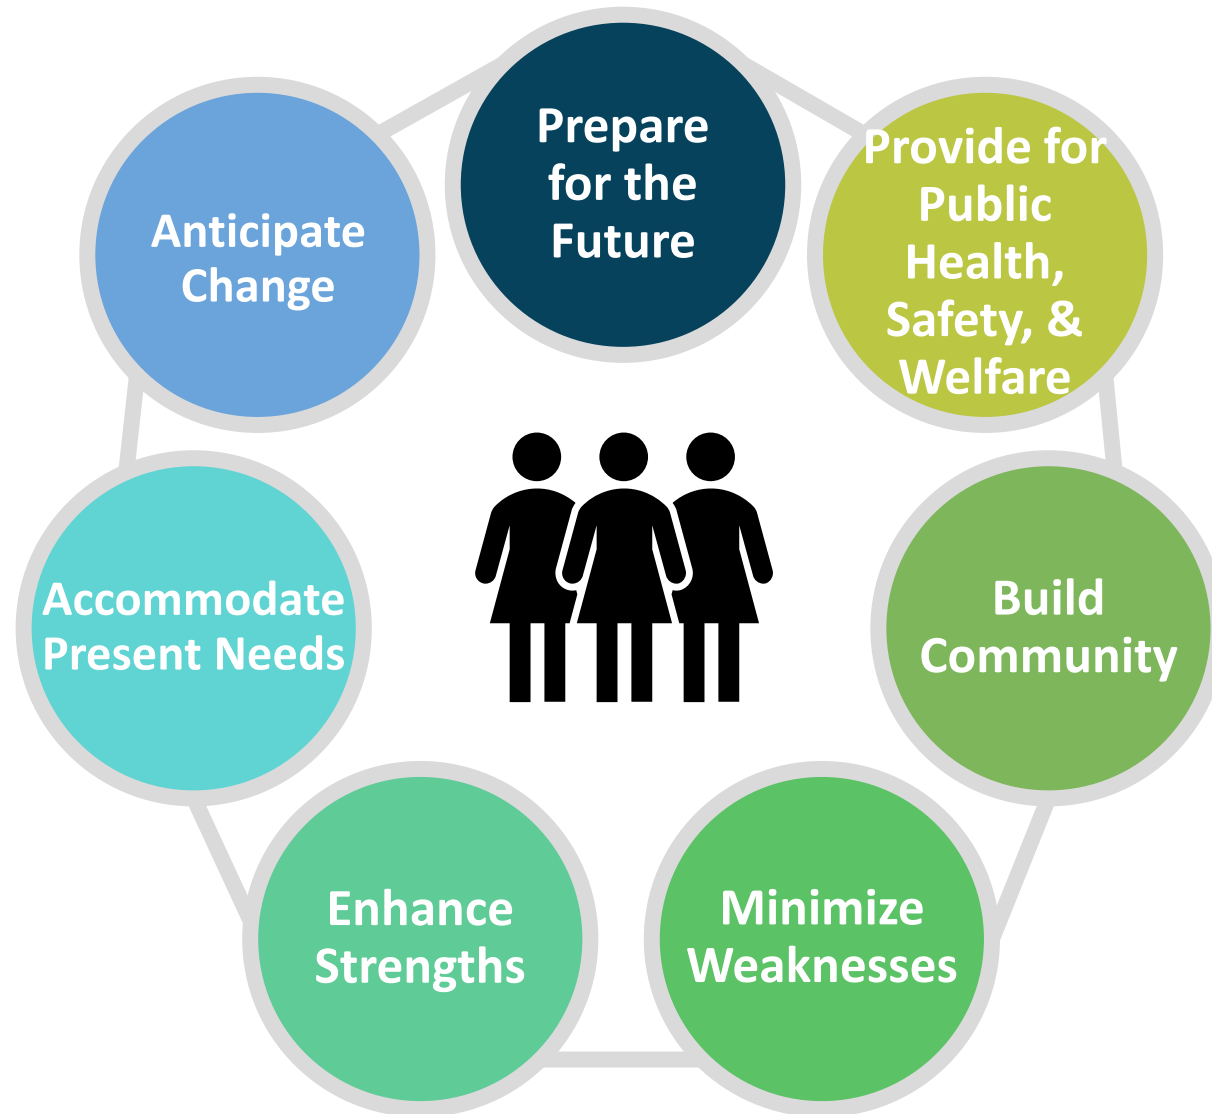 Prepare
for the
Future
Provide for
Public
Health,
Safety, &
Welfare
Build
Community
Minimize
Weaknesses
Enhance
Strengths
Accommodate
Present Needs
Anticipate
Change